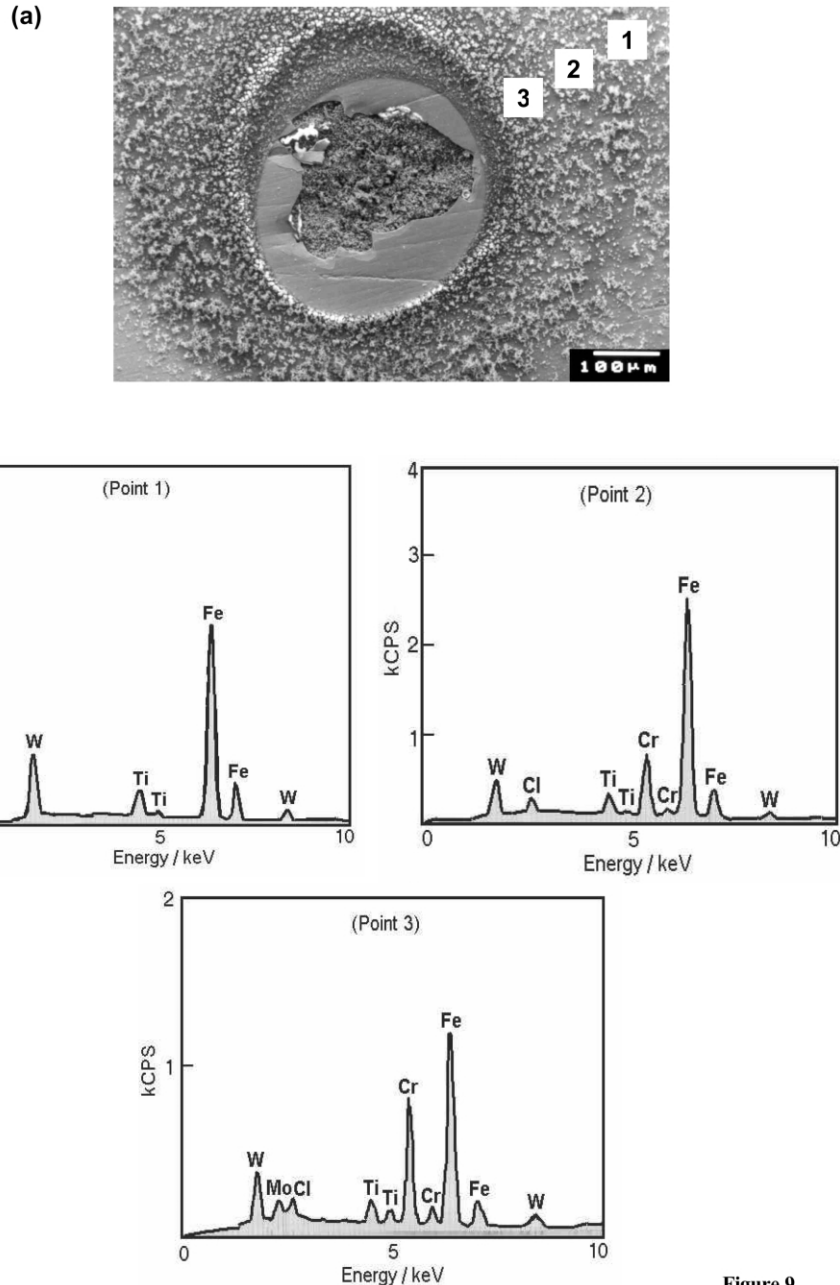 (a)
1
2
3
100µm
(Point 1)
Fe
W
Ti
Ti
Fe
W
5
10
Energy / keV
4
(Point 2)
3
Fe
2
kCPS
Cr
1
W
Cl
Ti
Ti
Cr
Fe
W
0
5
10
Energy / keV
2
(Point 3)
Fe
1
Cr
kCPS
W
Mo Cl
Ti
Ti
Cr
Fe
W
0
5
10
Energy / keV
Figure 9